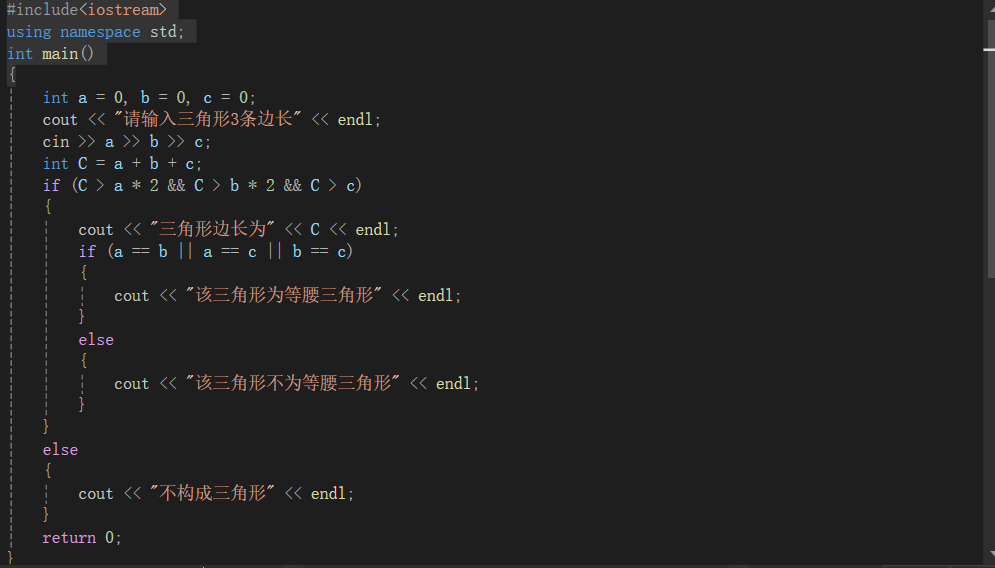 #include<iostream>
using namespace std;
int main()
{
int a = 0, b = 0, c = 0;
cout << "请输入三角形3条边长" << endl;
cin >> a >> b >> c;
int C = a + b + c;
if (C > a * 2 && C > b * 2 && C > c)
{
cout << "三角形边长为" << C << endl;
if (a == b || a == c || b == c)
{
cout << "该三角形为等腰三角形" << endl;
}
else
{
cout << "该三角形不为等腰三角形" << endl;
}
}
else
{
cout << "不构成三角形" << endl;
}
return 0;
}